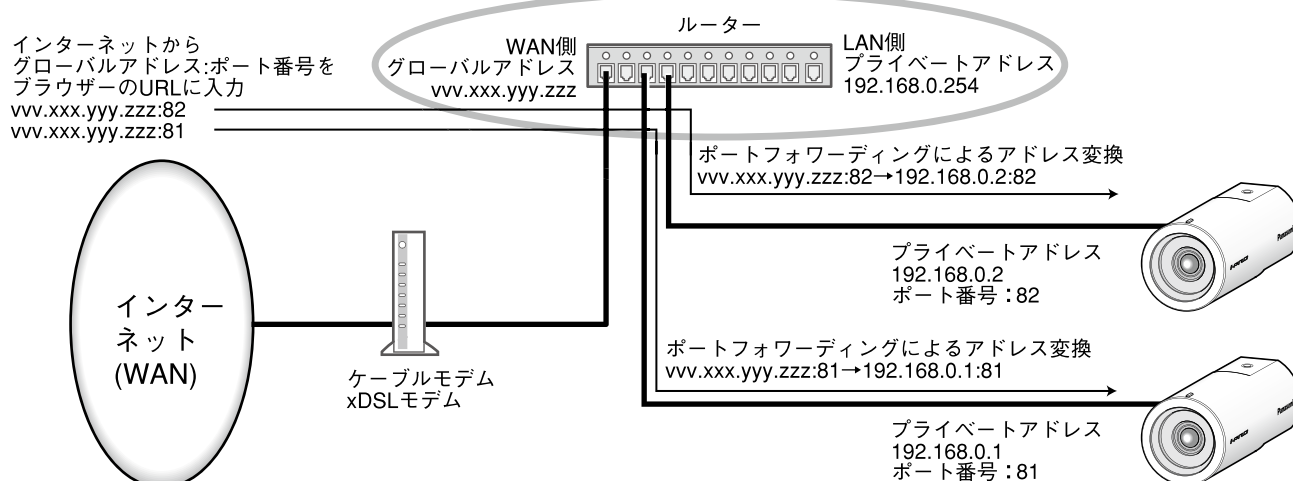 ルーター
インターネットから
グローバルアドレス:ポート番号を
ブラウザーのURLに入力
vvv.xxx.yyy.zzz:82
vvv.xxx.yyy.zzz:81
WAN側
グローバルアドレス
vvv.xxx.yyy.zzz
LAN側
プライベートアドレス
192.168.0.254
ポートフォワーディングによるアドレス変換
vvv.xxx.yyy.zzz:82→192.168.0.2:82
プライベートアドレス
192.168.0.2
ポート番号：82
インター
ネット
(WAN)
ケーブルモデム
xDSLモデム
ポートフォワーディングによるアドレス変換
vvv.xxx.yyy.zzz:81→192.168.0.1:81
プライベートアドレス
192.168.0.1
ポート番号：81